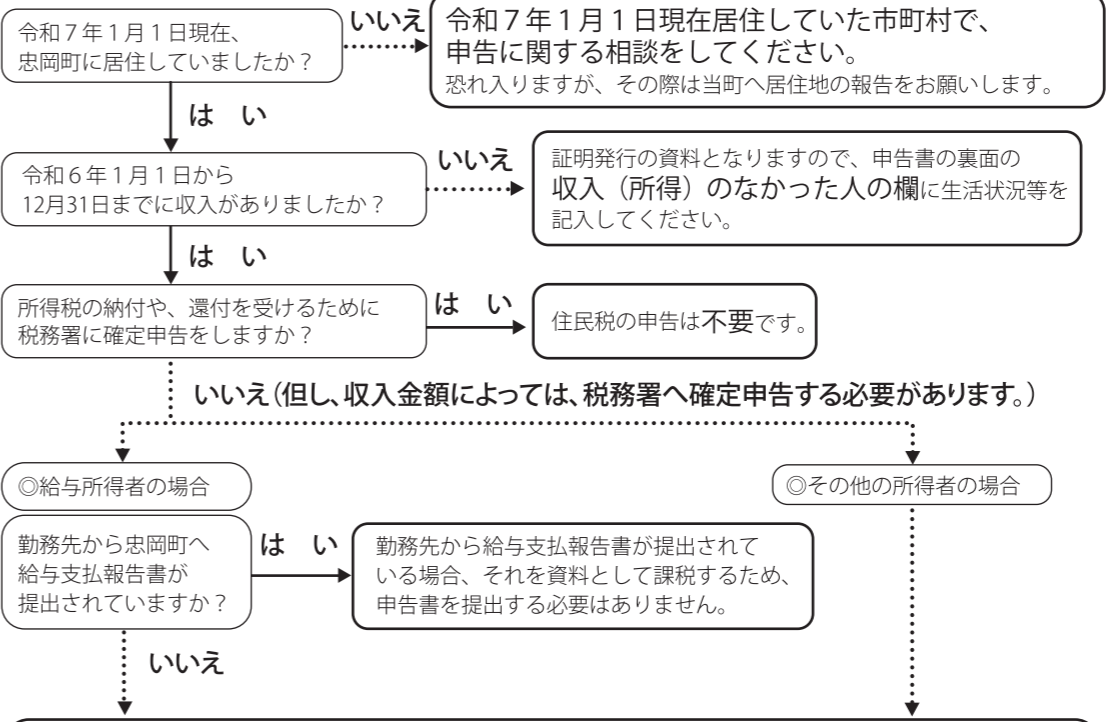 令和７年１月１日現在、
忠岡町に居住していましたか？
いいえ
令和７年１月１日現在居住していた市町村で、
申告に関する相談をしてください。
恐れ入りますが、その際は当町へ居住地の報告をお願いします。
は　い
令和６年１月１日から
12月31日までに収入がありましたか？
いいえ
証明発行の資料となりますので、申告書の裏面の
収入（所得）のなかった人の欄に生活状況等を
記入してください。
は　い
所得税の納付や、還付を受けるために
税務署に確定申告をしますか？
は　い
住民税の申告は不要です。
いいえ（但し、収入金額によっては、税務署へ確定申告する必要があります。）
◎給与所得者の場合
◎その他の所得者の場合
勤務先から忠岡町へ
給与支払報告書が
提出されていますか？
は　い
勤務先から給与支払報告書が提出されて
いる場合、それを資料として課税するため、
申告書を提出する必要はありません。
いいえ